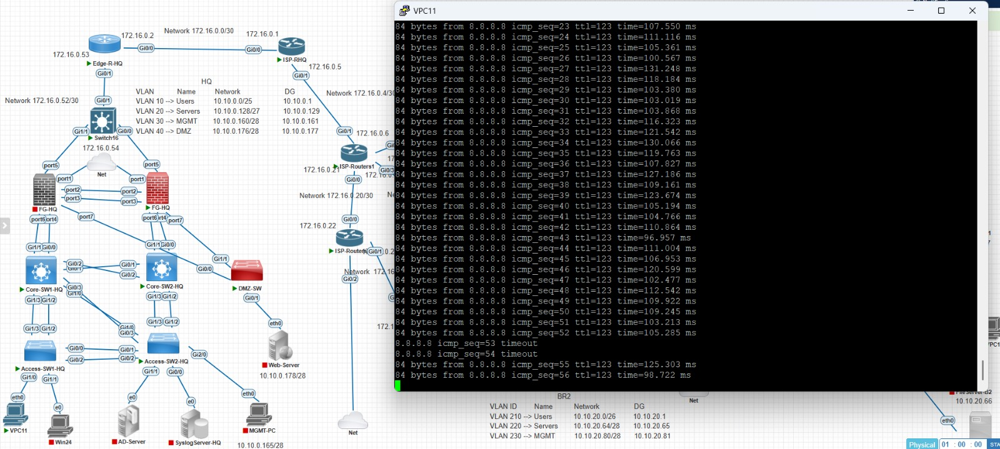 VPC11
84 bytes from 8.8.8.8 icmp_seq=23 ttl=123 time=107.550 ms
84 bytes from 8.8.8.8 icmp_seq=24 ttl=123 time=111.116 ms
84 bytes from 8.8.8.8 icmp_seq=25 ttl=123 time=105.361 ms
84 bytes from 8.8.8.8 icmp_seq=26 ttl=123 time=100.567 ms
84 bytes from 8.8.8.8 icmp_seq=27 ttl=123 time=131.248 ms
84 bytes from 8.8.8.8 icmp_seq=28 ttl=123 time=118.184 ms
84 bytes from 8.8.8.8 icmp_seq=29 ttl=123 time=103.380 ms
84 bytes from 8.8.8.8 icmp_seq=30 ttl=123 time=103.019 ms
84 bytes from 8.8.8.8 icmp_seq=31 ttl=123 time=103.868 ms
84 bytes from 8.8.8.8 icmp_seq=32 ttl=123 time=116.323 ms
84 bytes from 8.8.8.8 icmp_seq=33 ttl=123 time=121.542 ms
84 bytes from 8.8.8.8 icmp_seq=34 ttl=123 time=130.066 ms
84 bytes from 8.8.8.8 icmp_seq=35 ttl=123 time=119.763 ms
84 bytes from 8.8.8.8 icmp_seq=36 ttl=123 time=107.827 ms
84 bytes from 8.8.8.8 icmp_seq=37 ttl=123 time=127.186 ms
84 bytes from 8.8.8.8 icmp_seq=38 ttl=123 time=109.161 ms
84 bytes from 8.8.8.8 icmp_seq=39 ttl=123 time=123.674 ms
84 bytes from 8.8.8.8 icmp_seq=40 ttl=123 time=105.194 ms
84 bytes from 8.8.8.8 icmp_seq=41 ttl=123 time=104.766 ms
84 bytes from 8.8.8.8 icmp_seq=42 ttl=123 time=110.864 ms
84 bytes from 8.8.8.8 icmp_seq=43 ttl=123 time=96.957 ms
84 bytes from 8.8.8.8 icmp_seq=44 ttl=123 time=111.004 ms
84 bytes from 8.8.8.8 icmp_seq=45 ttl=123 time=106.953 ms
84 bytes from 8.8.8.8 icmp_seq=46 ttl=123 time=120.599 ms
84 bytes from 8.8.8.8 icmp_seq=47 ttl=123 time=102.477 ms
84 bytes from 8.8.8.8 icmp_seq=48 ttl=123 time=112.542 ms
84 bytes from 8.8.8.8 icmp_seq=49 ttl=123 time=109.922 ms
84 bytes from 8.8.8.8 icmp_seq=50 ttl=123 time=109.245 ms
84 bytes from 8.8.8.8 icmp_seq=51 ttl=123 time=103.213 ms
84 bytes from 8.8.8.8 icmp_seq=52 ttl=123 time=105.285 ms
8.8.8.8 icmp_seq=53 timeout
8.8.8.8 icmp_seq=54 timeout
84 bytes from 8.8.8.8 icmp_seq=55 ttl=123 time=125.303 ms
84 bytes from 8.8.8.8 icmp_seq=56 ttl=123 time=98.722 ms
172.16.0.2 Network 172.16.0.0/30 172.16.0.1
Gi0/0 Gi0/0
172.16.0.53
Edge-R-HQ ISP-RHQ
172.16.0.5
Gi0/1 Gi0/1
HQ
VLAN Name Network DG
VLAN 10 --> Users 10.10.0.0/25 10.10.0.1
VLAN 20 --> Servers 10.10.0.128/27 10.10.0.129
VLAN 30 --> MGMT 10.10.0.160/28 10.10.0.161
VLAN 40 --> DMZ 10.10.0.176/28 10.10.0.177
Network 172.16.0.4/30
Network 172.16.0.52/30
Gi0/1
Gi1/1 Gi0/0
Switch16
172.16.0.54
Gi0/1 172.16.0.6
ISP-Routers1
172.16.0.21
Gi0/3
Gi0/0
Network 172.16.0.20/30
Gi0/0
172.16.0.22
Gi0/1
Network 172.16
Gi0/2
Net
port5 port5
Net
port1 port1
port2 port2
port3 port3
FG-HQ FG-HQ
port6 port4 port7 port6 port7
Gi1/1 Gi0/0 Gi1/1 Gi0/0 Gi1/1
Gi0/0
Gi0/2 Gi0/1
Gi0/2
Core-SW1-HQ Core-SW2-HQ DMZ-SW
Gi0/3
Gi1/0
Gi1/3 Gi1/2 Gi1/3 Gi1/2 Gi0/1
Gi1/3 Gi1/2 Gi1/3 Gi1/2
Gi1/0
Gi0/3
eth0
Gi0/0 Gi0/1
Gi0/2 Gi0/2
Gi2/0
Access-SW1-HQ Access-SW2-HQ Web-Server
10.10.0.178/28
Gi1/0 Gi1/1 Gi1/1 Gi0/0
eth0 e0 e0 e0 eth0
VPC11 Win24 AD-Server SyslogServer-HQ MGMT-PC
10.10.0.165/28
BR2
VLAN ID Name Network DG
VLAN 210 --> Users 10.10.20.0/26 10.10.20.1
VLAN 220 --> Servers 10.10.20.64/28 10.10.20.65
VLAN 230 --> MGMT 10.10.20.80/28 10.10.20.81
Net
FileServer-B2
10.10.20.66
eth0
Physical 01 : 00 : 00 STA